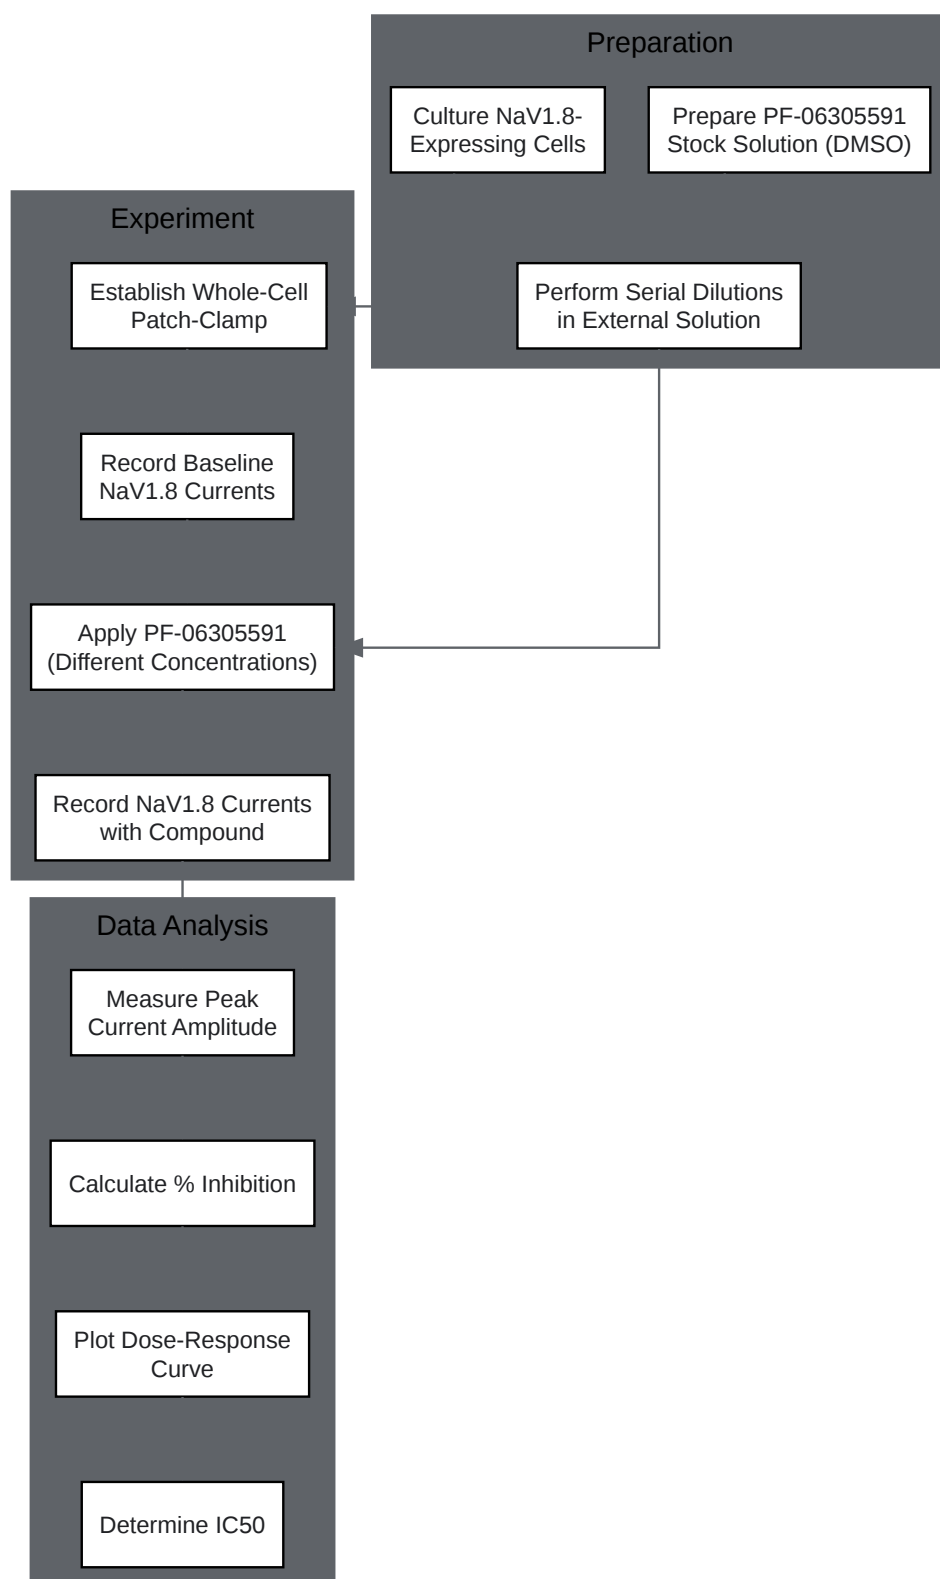 Preparation
Culture NaV1.8-
Expressing Cells
Prepare PF-06305591
Stock Solution (DMSO)
Perform Serial Dilutions
in External Solution
Experiment
Establish Whole-Cell
Patch-Clamp
Record Baseline
NaV1.8 Currents
Apply PF-06305591
(Different Concentrations)
Record NaV1.8 Currents
with Compound
Data Analysis
Measure Peak
Current Amplitude
Calculate % Inhibition
Plot Dose-Response
Curve
Determine IC50